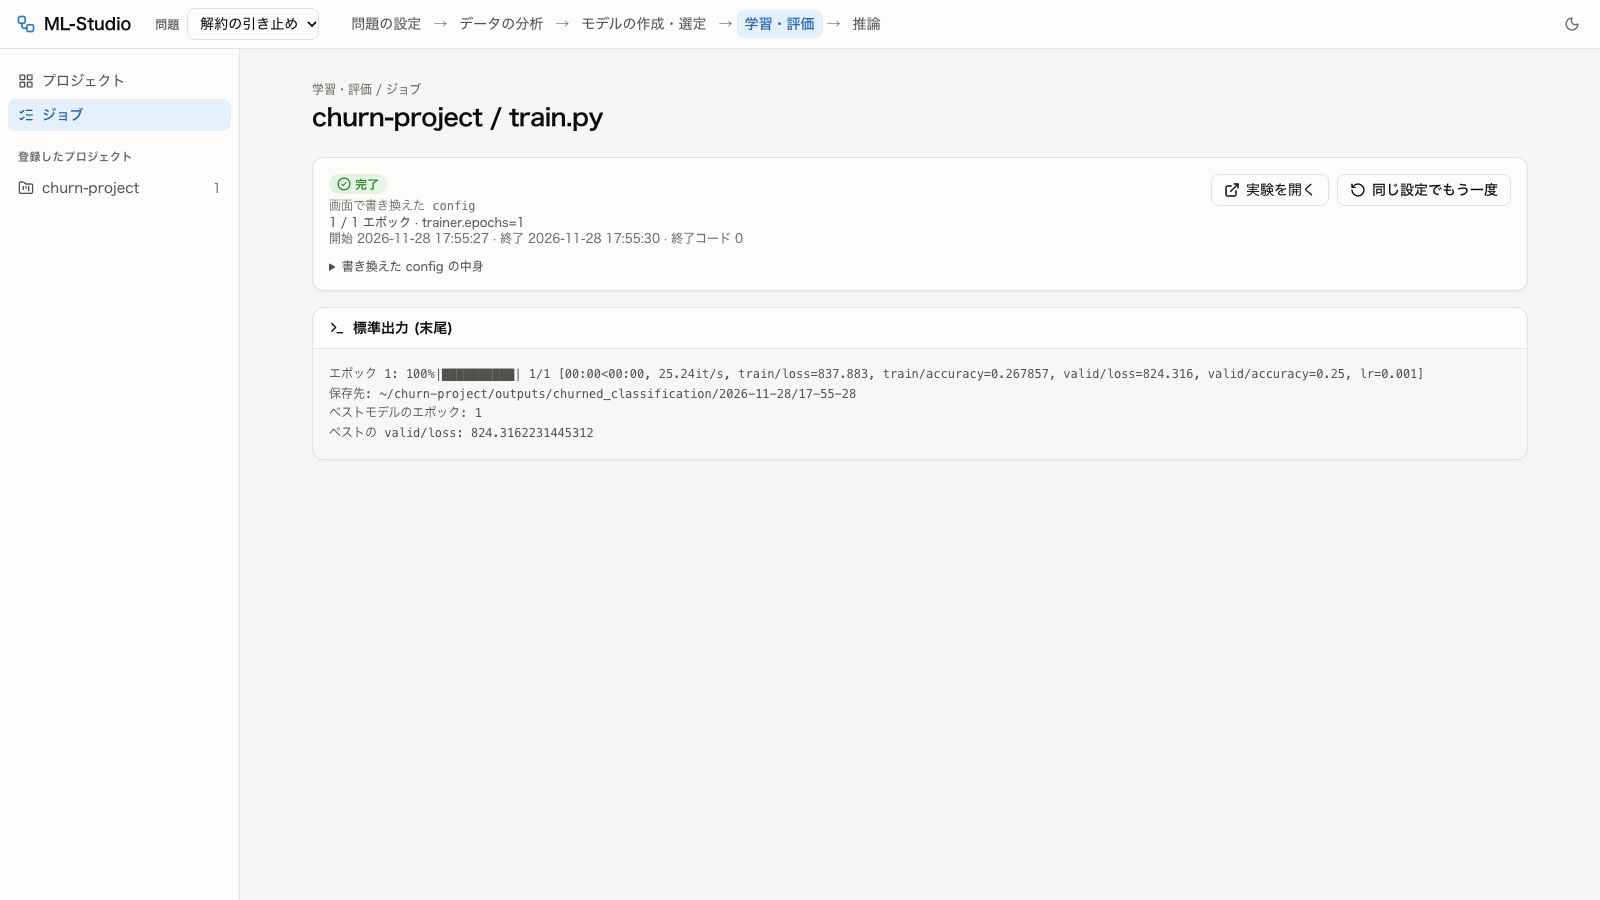 ML-Studio 問題 解約の引き止め 問題の設定 → データの分析 → モデルの作成・選定 → 学習・評価 → 推論
プロジェクト
ジョブ
登録したプロジェクト
churn-project 1
学習・評価 / ジョブ
churn-project / train.py
完了
画面で書き換えた config
1 / 1 エポック · trainer.epochs=1
開始 2026-11-28 17:55:27 · 終了 2026-11-28 17:55:30 · 終了コード 0
▶ 書き換えた config の中身
実験を開く
同じ設定でもう一度
標準出力 (末尾)
エポック 1: 100%|██████████| 1/1 [00:00<00:00, 25.24it/s, train/loss=837.883, train/accuracy=0.267857, valid/loss=824.316, valid/accuracy=0.25, lr=0.001]
保存先: ~/churn-project/outputs/churned_classification/2026-11-28/17-55-28
ベストモデルのエポック: 1
ベストの valid/loss: 824.3162231445312